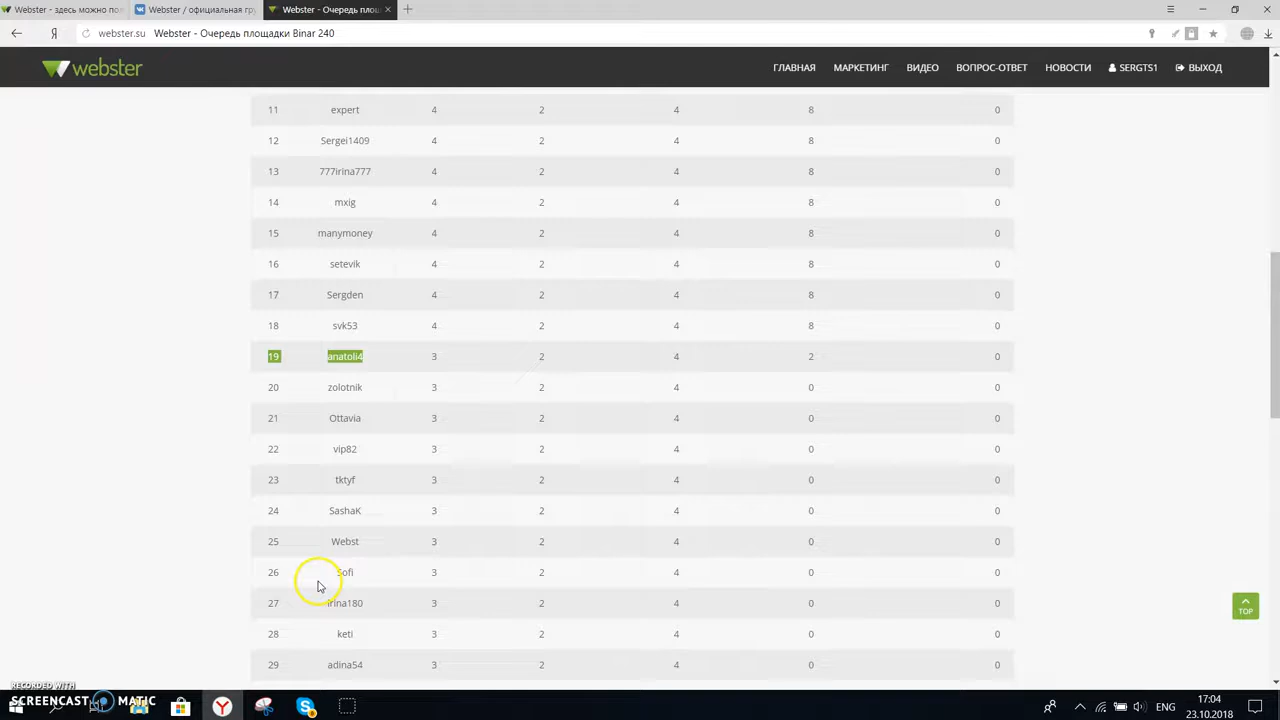 Webster - здесь можно пол
Webster / официальная гру
Webster - Очередь площад
webster.su Webster - Очередь площадки Binar 240
webster ГЛАВНАЯ МАРКЕТИНГ ВИДЕО ВОПРОС-ОТВЕТ НОВОСТИ SERGTS1 ВЫХОД
11 expert 4 2 4 8 0
12 Sergei1409 4 2 4 8 0
13 777irina777 4 2 4 8 0
14 mxig 4 2 4 8 0
15 manymoney 4 2 4 8 0
16 setevik 4 2 4 8 0
17 Sergden 4 2 4 8 0
18 svk53 4 2 4 8 0
19 anatoli4 3 2 4 2 0
20 zolotnik 3 2 4 0 0
21 Ottavia 3 2 4 0 0
22 vip82 3 2 4 0 0
23 tktyf 3 2 4 0 0
24 SashaK 3 2 4 0 0
25 Webst 3 2 4 0 0
26 Sofi 3 2 4 0 0
27 irina180 3 2 4 0 0
28 keti 3 2 4 0 0
29 adina54 3 2 4 0 0
TOP
RECORDED WITH
SCREENCAST MATIC
ENG
17:04
23.10.2018